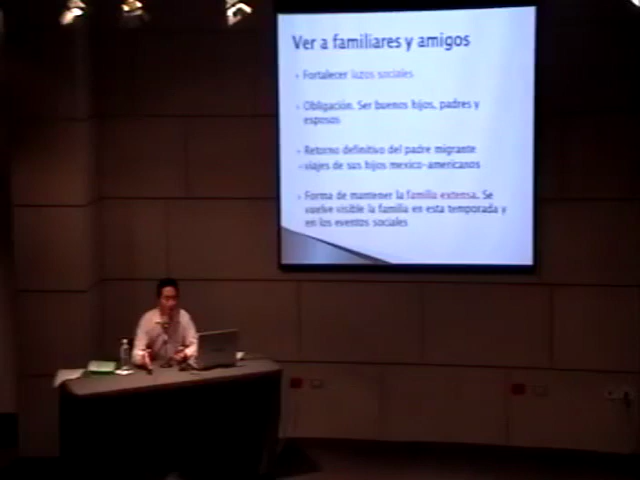 Ver a familiares y amigos
Fortalecer lazos sociales
Obligación. Ser buenos hijos, padres y
esposos
Retorno definitivo del padre migrante
-viajes de sus hijos mexico-americanos
Forma de mantener la familia extensa. Se
vuelve visible la familia en esta temporada y
en los eventos sociales